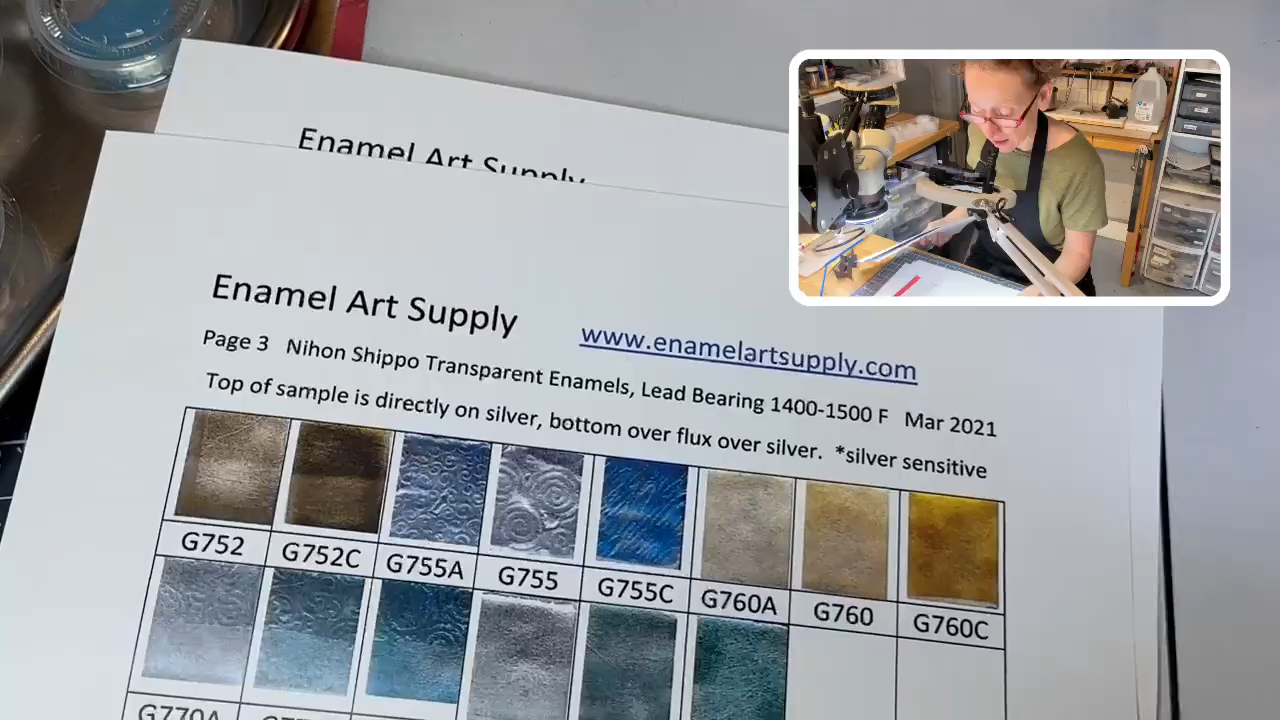 Enamel Art Supply
Enamel Art Supply
www.enamelartsupply.com
Page 3 Nihon Shippo Transparent Enamels, Lead Bearing 1400-1500 F Mar 2021
Top of sample is directly on silver, bottom over flux over silver. *silver sensitive
G752 G752C G755A G755 G755C G760A G760 G760C
G770A